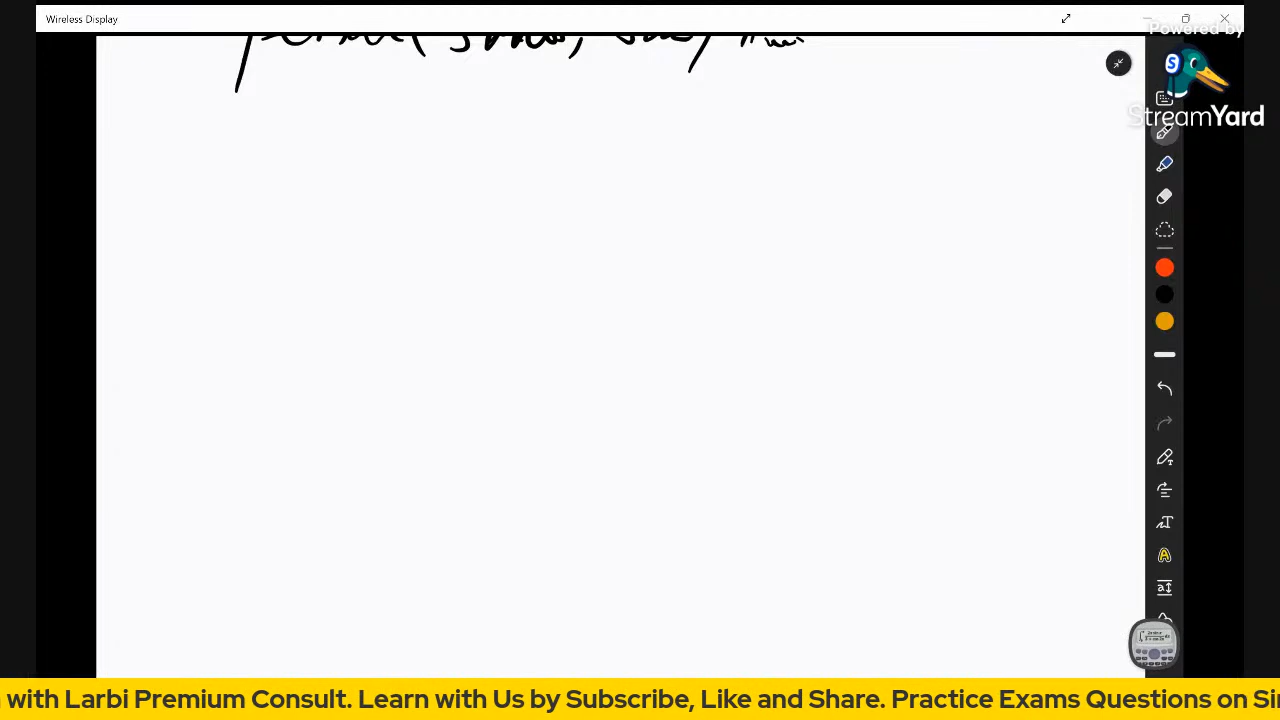 Wireless Display
Powered by
StreamYard
with Larbi Premium Consult. Learn with Us by Subscribe, Like and Share. Practice Exams Questions on Si